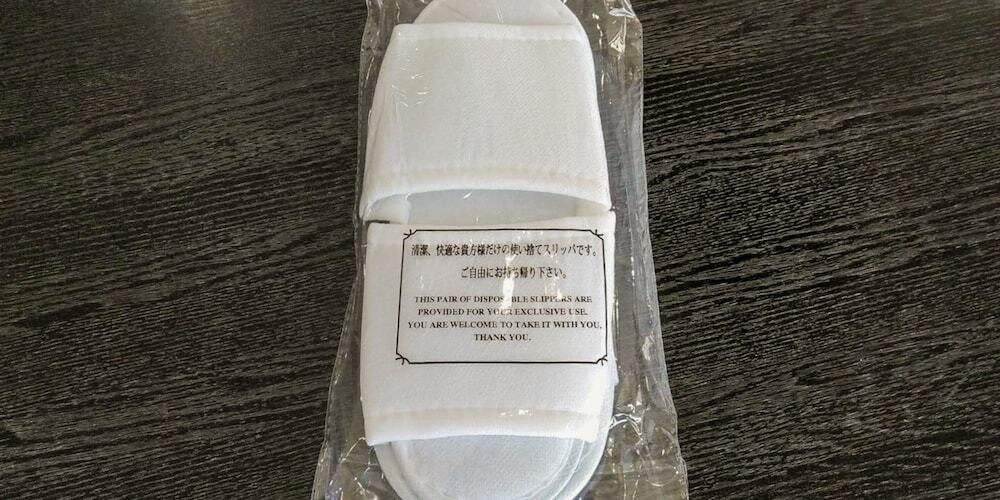 清潔、快適な貴方様だけの使い捨てスリッパです。
ご自由にお持ち帰り下さい。
THIS PAIR OF DISPOSABLE SLIPPERS ARE
PROVIDED FOR YOUR EXCLUSIVE USE.
YOU ARE WELCOME TO TAKE IT WITH YOU,
THANK YOU.